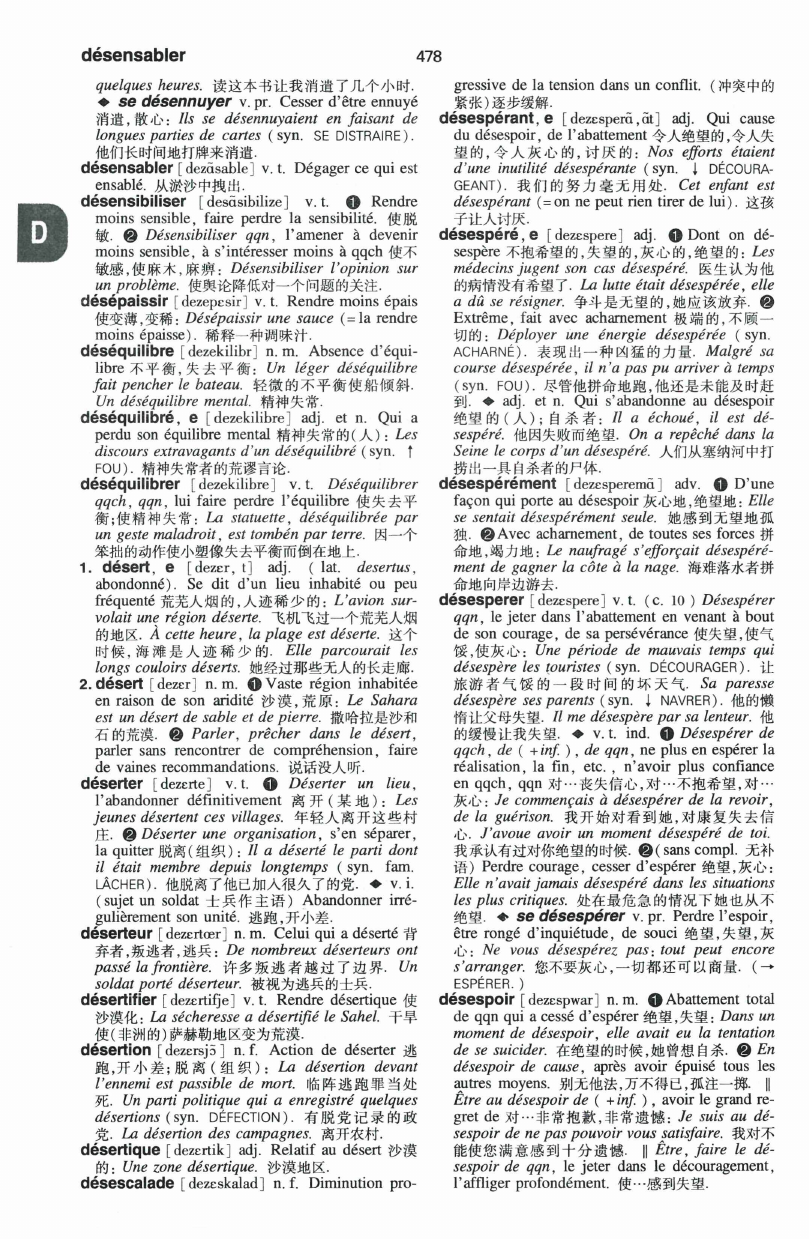 désensabler
478
quelques heures. 读这本书让我消遣了几个小时.
◆ se désennuyer v. pr. Cesser d'être ennuyé
消遣,散心: Ils se désennuyaient en faisant de
longues parties de cartes (syn. SE DISTRAIRE).
他们长时间地打牌来消遣.
désensabler [dezɑ̃sable] v. t. Dégager ce qui est
ensablé. 从淤沙中拽出.
désensibiliser [desɑ̃sibilize] v. t. ❶ Rendre
moins sensible, faire perdre la sensibilité. 使脱
敏. ❷ Désensibiliser qqn, l'amener à devenir
moins sensible, à s'intéresser moins à qqch 使不
敏感,使麻木,麻痹: Désensibiliser l'opinion sur
un problème. 使舆论降低对一个问题的关注.
désépaissir [dezepɛsir] v. t. Rendre moins épais
使变薄,变稀: Désépaissir une sauce (= la rendre
moins épaisse). 稀释一种调味汁.
déséquilibre [dezekilibr] n. m. Absence d'équi-
libre 不平衡,失去平衡: Un léger déséquilibre
fait pencher le bateau. 轻微的不平衡使船倾斜.
Un déséquilibre mental. 精神失常.
déséquilibré, e [dezekilibre] adj. et n. Qui a
perdu son équilibre mental 精神失常的(人): Les
discours extravagants d'un déséquilibré (syn. ↑
FOU). 精神失常者的荒谬言论.
déséquilibrer [dezekilibre] v. t. Déséquilibrer
qqch, qqn, lui faire perdre l'équilibre 使失去平
衡;使精神失常: La statuette, déséquilibrée par
un geste maladroit, est tombén par terre. 因一个
笨拙的动作使小塑像失去平衡而倒在地上.
1. désert, e [dezɛr, t] adj. ( lat. desertus,
abondonné). Se dit d'un lieu inhabité ou peu
fréquenté 荒芜人烟的,人迹稀少的: L'avion sur-
volait une région déserte. 飞机飞过一个荒芜人烟
的地区. À cette heure, la plage est déserte. 这个
时候,海滩是人迹稀少的. Elle parcourait les
longs couloirs déserts. 她经过那些无人的长走廊.
2. désert [dezɛr] n. m. ❶ Vaste région inhabitée
en raison de son aridité 沙漠,荒原: Le Sahara
est un désert de sable et de pierre. 撒哈拉是沙和
石的荒漠. ❷ Parler, prêcher dans le désert,
parler sans rencontrer de compréhension, faire
de vaines recommandations. 说话没人听.
déserter [dezɛrte] v. t. ❶ Déserter un lieu,
l'abandonner définitivement 离开(某地): Les
jeunes désertent ces villages. 年轻人离开这些村
庄. ❷ Déserter une organisation, s'en séparer,
la quitter 脱离(组织): Il a déserté le parti dont
il était membre depuis longtemps (syn. fam.
LÂCHER). 他脱离了他已加入很久了的党. ◆ v. i.
(sujet un soldat 士兵作主语) Abandonner irré-
gulièrement son unité. 逃跑,开小差.
déserteur [dezɛrtœr] n. m. Celui qui a déserté 背
弃者,叛逃者,逃兵: De nombreux déserteurs ont
passé la frontière. 许多叛逃者越过了边界. Un
soldat porté déserteur. 被视为逃兵的士兵.
désertifier [dezɛrtifje] v. t. Rendre désertique 使
沙漠化: La sécheresse a désertifié le Sahel. 干旱
使(非洲的)萨赫勒地区变为荒漠.
désertion [dezɛrsjɔ̃] n. f. Action de déserter 逃
跑,开小差;脱离(组织): La désertion devant
l'ennemi est passible de mort. 临阵逃跑罪当处
死. Un parti politique qui a enregistré quelques
désertions (syn. DÉFECTION). 有脱党记录的政
党. La désertion des campagnes. 离开农村.
désertique [dezɛrtik] adj. Relatif au désert 沙漠
的: Une zone désertique. 沙漠地区.
désescalade [dezɛskalad] n. f. Diminution pro-
D
gressive de la tension dans un conflit. (冲突中的
紧张)逐步缓解.
désespérant, e [dezɛsperɑ̃, ɑ̃t] adj. Qui cause
du désespoir, de l'abattement 令人绝望的,令人失
望的,令人灰心的,讨厌的: Nos efforts étaient
d'une inutilité désespérante (syn. ↓ DÉCOURA-
GEANT). 我们的努力毫无用处. Cet enfant est
désespérant (= on ne peut rien tirer de lui). 这孩
子让人讨厌.
désespéré, e [dezɛspere] adj. ❶ Dont on dé-
sespère 不抱希望的,失望的,灰心的,绝望的: Les
médecins jugent son cas désespéré. 医生认为他
的病情没有希望了. La lutte était désespérée, elle
a dû se résigner. 争斗是无望的,她应该放弃. ❷
Extrême, fait avec acharnement 极端的,不顾一
切的: Déployer une énergie désespérée (syn.
ACHARNÉ). 表现出一种凶猛的力量. Malgré sa
course désespérée, il n'a pas pu arriver à temps
(syn. FOU). 尽管他拼命地跑,他还是未能及时赶
到. ◆ adj. et n. Qui s'abandonne au désespoir
绝望的(人);自杀者: Il a échoué, il est dé-
sespéré. 他因失败而绝望. On a repêché dans la
Seine le corps d'un désespéré. 人们从塞纳河中打
捞出一具自杀者的尸体.
désespérément [dezɛsperemɑ̃] adv. ❶ D'une
façon qui porte au désespoir 灰心地,绝望地: Elle
se sentait désespérément seule. 她感到无望地孤
独. ❷ Avec acharnement, de toutes ses forces 拼
命地,竭力地: Le naufragé s'efforçait désespéré-
ment de gagner la côte à la nage. 海难落水者拼
命地向岸边游去.
désesperer [dezɛspere] v. t. (c. 10) Désespérer
qqn, le jeter dans l'abattement en venant à bout
de son courage, de sa persévérance 使失望,使气
馁,使灰心: Une période de mauvais temps qui
désespère les touristes (syn. DÉCOURAGER). 让
旅游者气馁的一段时间的坏天气. Sa paresse
désespère ses parents (syn. ↓ NAVRER). 他的懒
惰让父母失望. Il me désespère par sa lenteur. 他
的缓慢让我失望. ◆ v. t. ind. ❶ Désespérer de
qqch, de (+inf.), de qqn, ne plus en espérer la
réalisation, la fin, etc., n'avoir plus confiance
en qqch, qqn 对…丧失信心,对…不抱希望,对…
灰心: Je commençais à désespérer de la revoir,
de la guérison. 我开始对看到她,对康复失去信
心. J'avoue avoir un moment désespéré de toi.
我承认有过对你绝望的时候. ❷ (sans compl. 无补
语) Perdre courage, cesser d'espérer 绝望,灰心:
Elle n'avait jamais désespéré dans les situations
les plus critiques. 处在最危急的情况下她也从不
绝望. ◆ se désespérer v. pr. Perdre l'espoir,
être rongé d'inquiétude, de souci 绝望,失望,灰
心: Ne vous désespérez pas: tout peut encore
s'arranger. 您不要灰心,一切都还可以商量. (→
ESPÉRER.)
désespoir [dezɛspwar] n. m. ❶ Abattement total
de qqn qui a cessé d'espérer 绝望,失望: Dans un
moment de désespoir, elle avait eu la tentation
de se suicider. 在绝望的时候,她曾想自杀. ❷ En
désespoir de cause, après avoir épuisé tous les
autres moyens. 别无他法,万不得已,孤注一掷. ‖
Être au désespoir de (+inf.), avoir le grand re-
gret de 对…非常抱歉,非常遗憾: Je suis au dé-
sespoir de ne pas pouvoir vous satisfaire. 我对不
能使您满意感到十分遗憾. ‖ Être, faire le dé-
sespoir de qqn, le jeter dans le découragement,
l'affliger profondément. 使…感到失望.